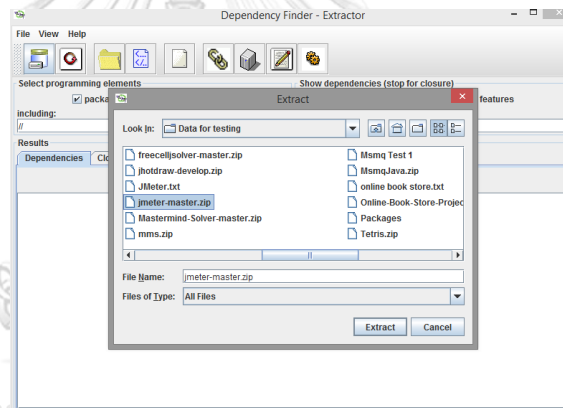 Dependency Finder - Extractor
File View Help
Select programming elements
Show dependencies (stop for closure)
features
including:
//
Results
Dependencies
Extract
Look In: Data for testing
freecelljsolver-master.zip
jhotdraw-develop.zip
JMeter.txt
jmeter-master.zip
Mastermind-Solver-master.zip
mms.zip
Msmq Test 1
MsmqJava.zip
online book store.txt
Online-Book-Store-Projec
Packages
Tetris.zip
File Name: jmeter-master.zip
Files of Type: All Files
Extract Cancel